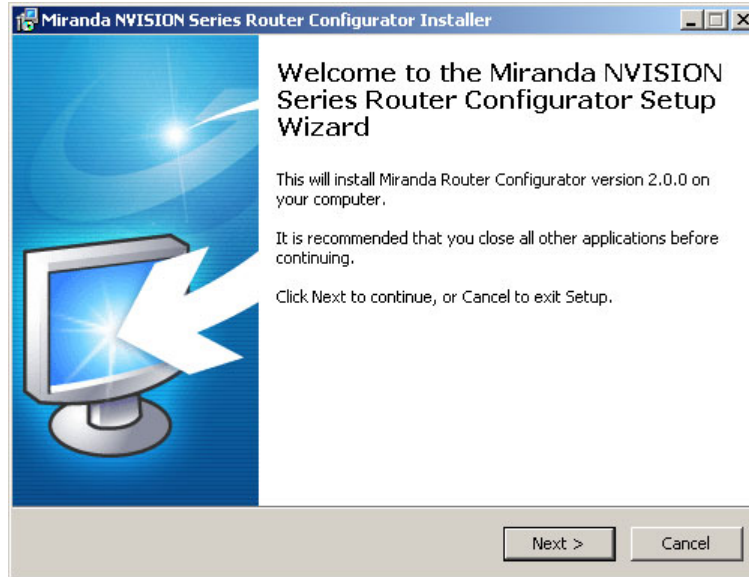 Miranda NVISION Series Router Configurator Installer
Welcome to the Miranda NVISION
Series Router Configurator Setup
Wizard
This will install Miranda Router Configurator version 2.0.0 on
your computer.
It is recommended that you close all other applications before
continuing.
Click Next to continue, or Cancel to exit Setup.
Next >
Cancel